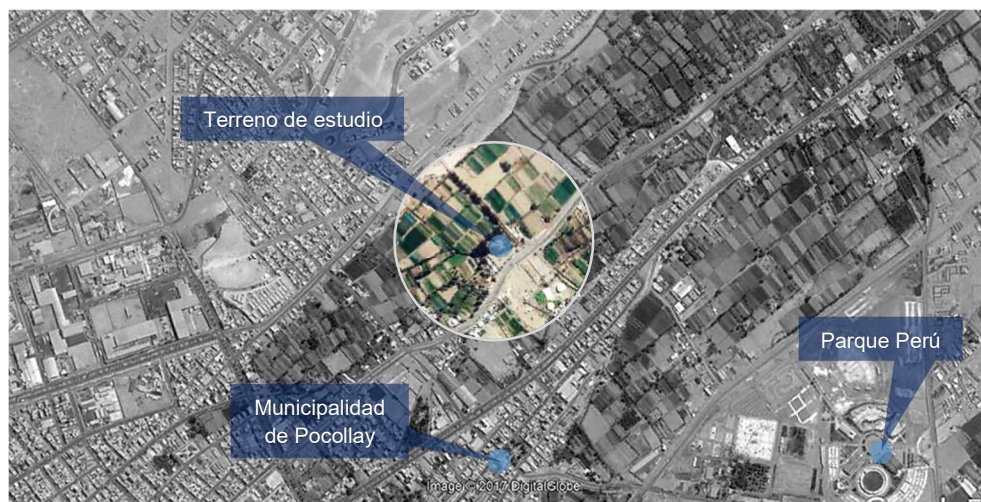 Terreno de estudio
Parque Perú
Municipalidad
de Pocollay
Image © 2017 DigitalGlobe